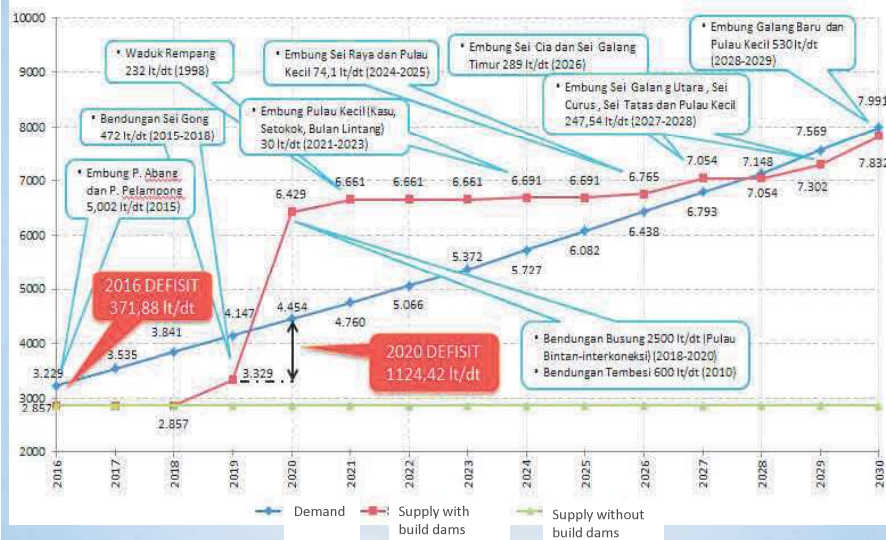 10000
9000
8000
7000
6000
5000
4000
3000
2000
• Waduk Rempang
232 lt/dt (1998)
• Bendungan Sei Gong
472 lt/dt (2015-2018)
• Embung P. Abang
dan P. Pelampong
5,002 lt/dt (2015)
• Embung Sei Raya dan Pulau
Kecil 74,1 lt/dt (2024-2025)
• Embung Pulau Kecil (Kasu,
Setokok, Bulan Lintang)
30 lt/dt (2021-2023)
• Embung Sei Cia dan Sei Galang
Timur 289 lt/dt (2026)
• Embung Sei Galang Utara , Sei
Curus , Sei Tatas dan Pulau Kecil
247,54 lt/dt (2027-2028)
• Embung Galang Baru dan
Pulau Kecil 530 lt/dt
(2028-2029)
7.991
7.569
7.832
7.148
7.054
7.054
7.302
6.429
6.661
6.661
6.661
6.691
6.691
6.765
6.793
6.438
6.082
5.727
5.372
5.066
4.760
4.454
4.147
3.841
3.535
3.229
3.329
2.857
2.857
2016 DEFISIT
371,88 lt/dt
2020 DEFISIT
1124,42 lt/dt
• Bendungan Busung 2500 lt/dt (Pulau
Bintan-interkoneksi) (2018-2020)
• Bendungan Tembesi 600 lt/dt (2010)
2016
2017
2018
2019
2020
2021
2022
2023
2024
2025
2026
2027
2028
2029
2030
Demand
Supply with
build dams
Supply without
build dams